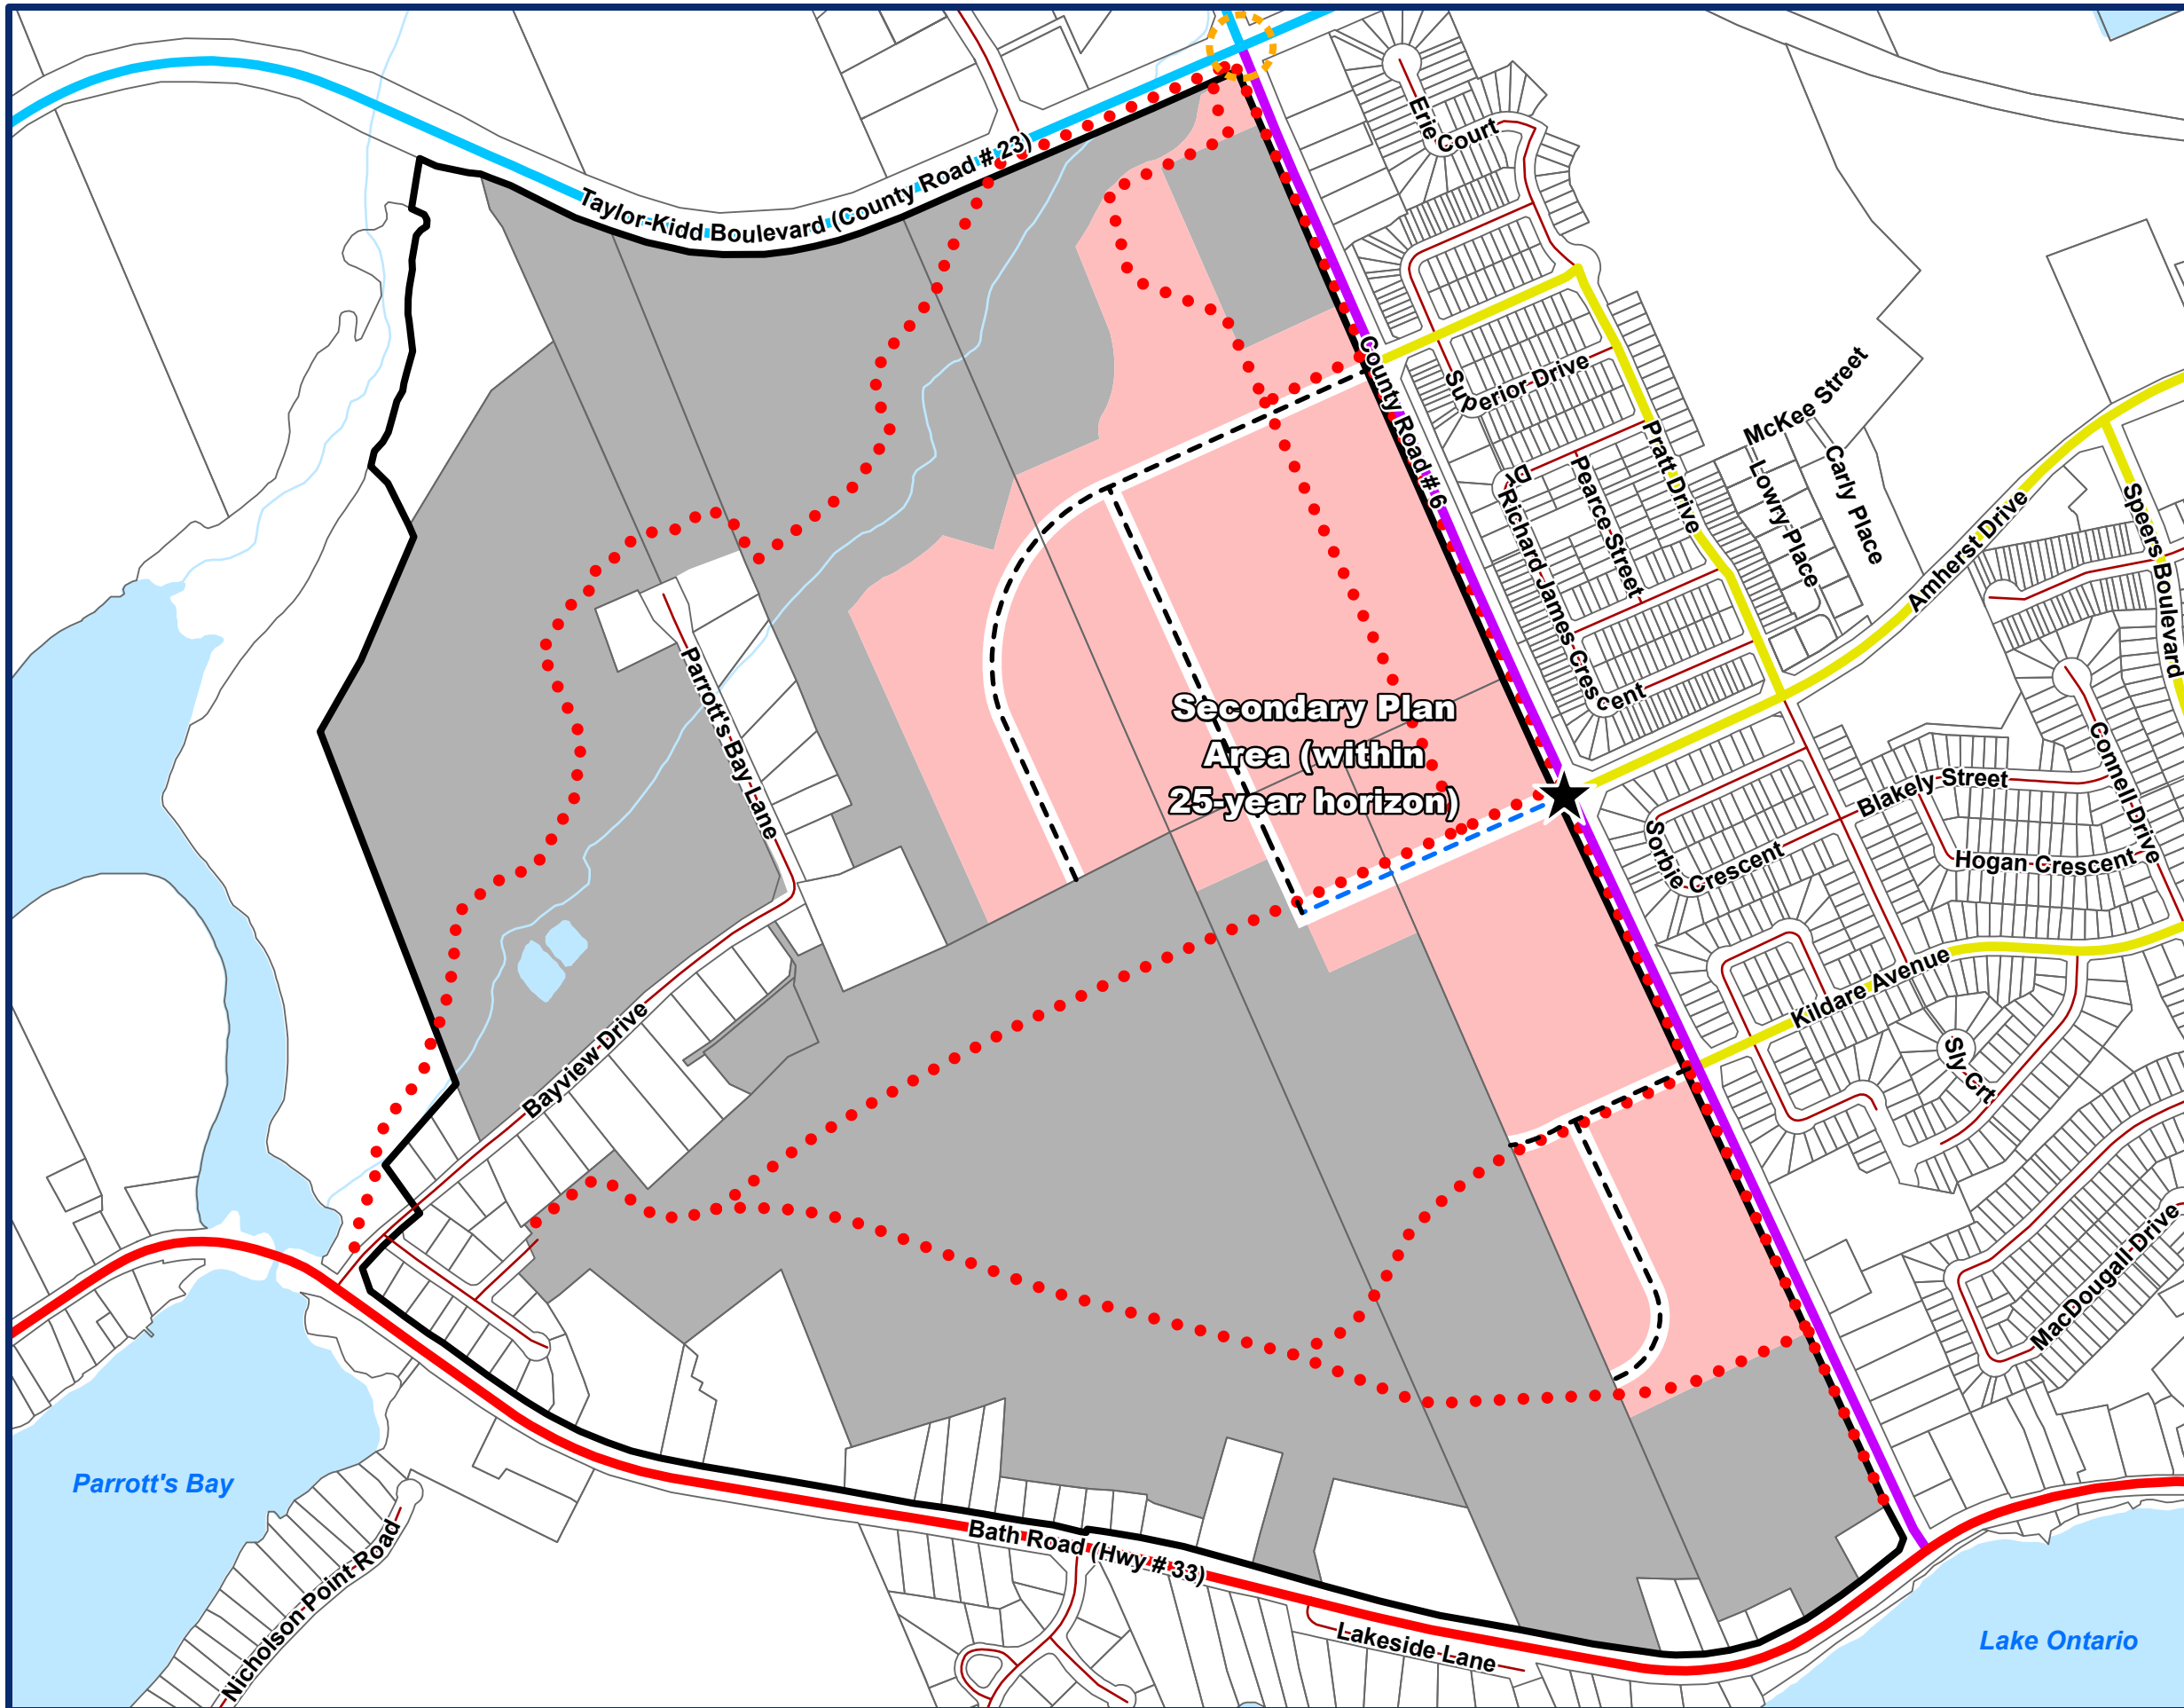 Erie Court
Taylor-Kidd Boulevard (County Road # 23)
County Road # 6
Superior Drive
McKee Street
Pratt Drive
Carly Place
Lowry Place
Pearce Street
Dr Richard James Crescent
Speers Boulevard
Amherst Drive
Parrott's Bay Lane
Secondary Plan
Area (within
25-year horizon)
Connell Drive
Blakely Street
Sorbie Crescent
Hogan Crescent
Kildare Avenue
Sly Crt
Bayview Drive
MacDougall Drive
Parrott's Bay
Nicholson Point Road
Bath Road (Hwy # 33)
Lakeside Lane
Lake Ontario